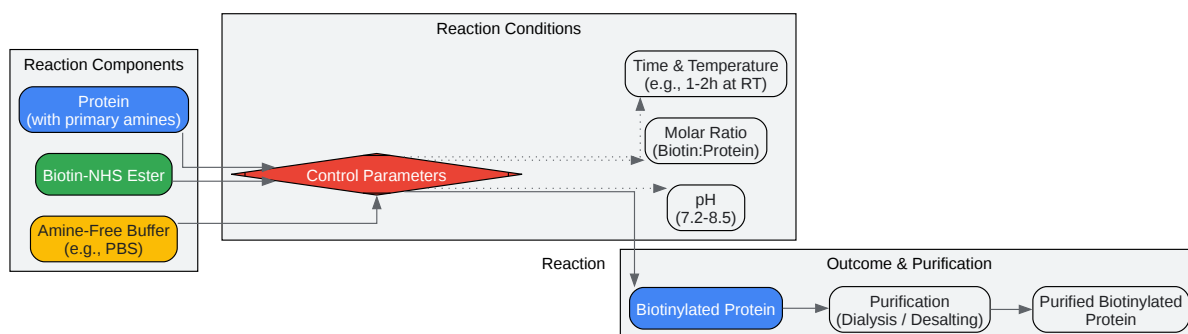 Reaction Components
Protein
(with primary amines)
Biotin-NHS Ester
Amine-Free Buffer
(e.g., PBS)
Reaction Conditions
Control Parameters
Time & Temperature
(e.g., 1-2h at RT)
Molar Ratio
(Biotin:Protein)
pH
(7.2-8.5)
Reaction
Outcome & Purification
Biotinylated Protein
Purification
(Dialysis / Desalting)
Purified Biotinylated
Protein